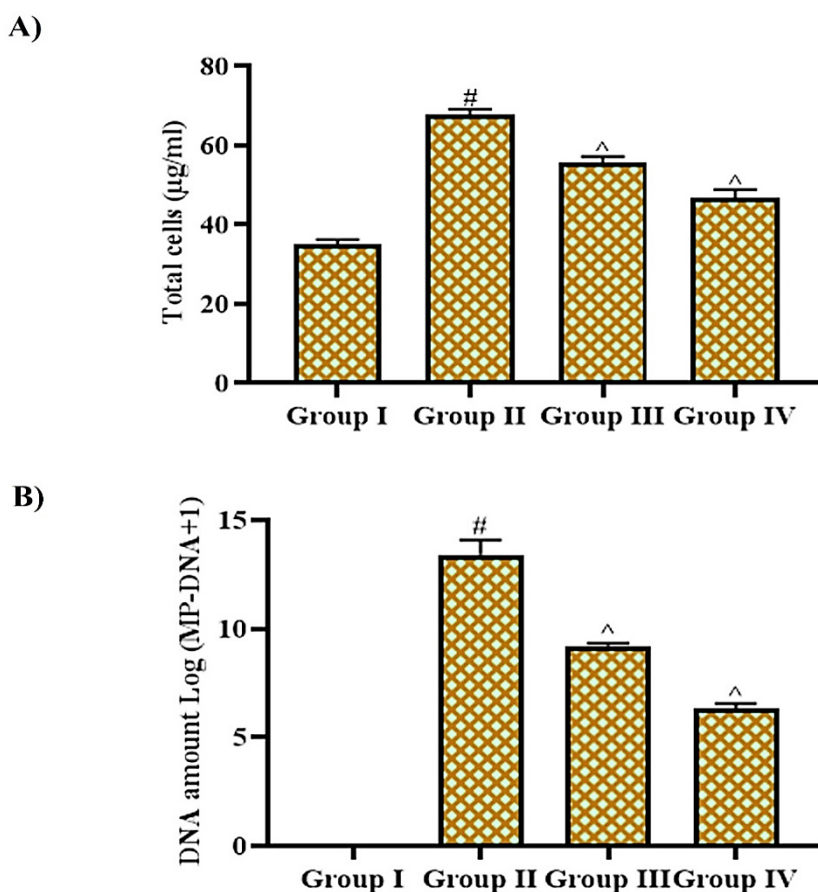 A)
Total cells (µg/ml)
80
60
40
20
0
#
^
^
Group I Group II Group III Group IV
B)
DNA amount Log (MP-DNA+1)
15
10
5
0
#
^
^
Group I Group II Group III Group IV